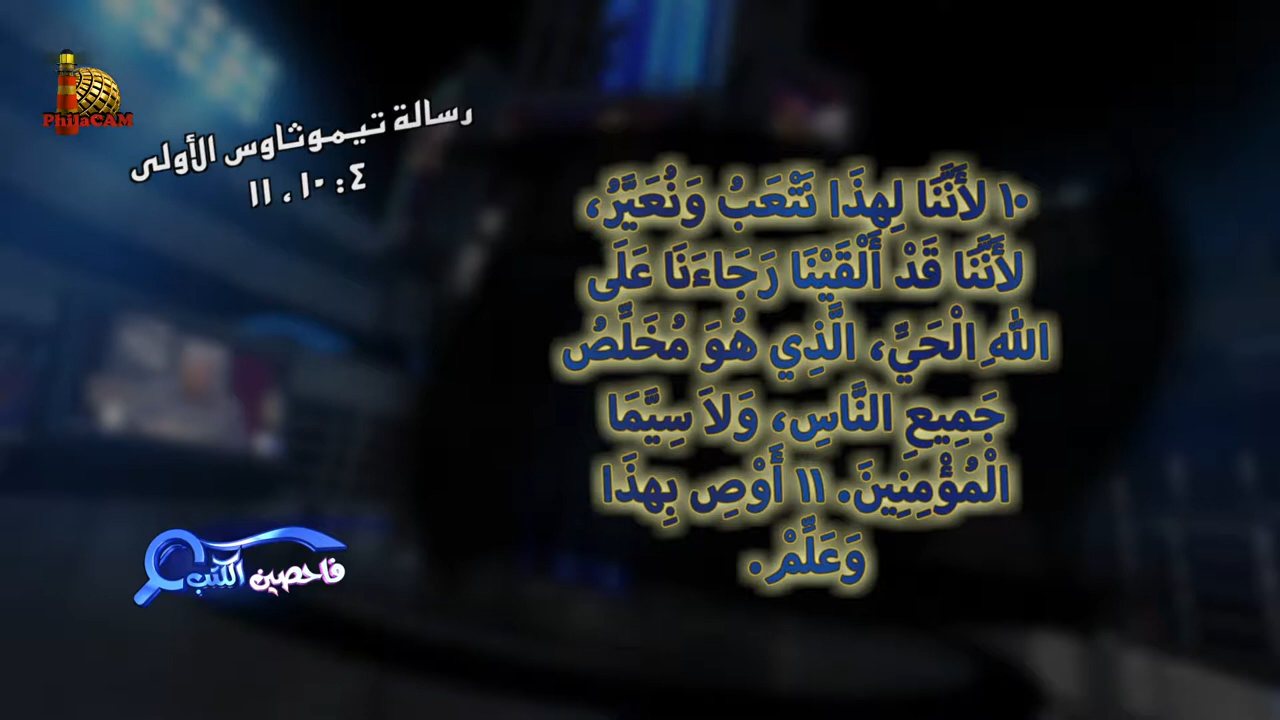 PhilaCAM
رسالة تيموثاوس الأولى
٤: ١٠، ١١
١٠ لأَنَّنَا لِهذَا نَتْعَبُ وَنُعَيَّرُ،
لأَنَّنَا قَدْ أَلْقَيْنَا رَجَاءَنَا عَلَى
اللهِ الْحَيِّ، الَّذِي هُوَ مُخَلِّصُ
جَمِيعِ النَّاسِ، وَلاَ سِيَّمَا
الْمُؤْمِنِينَ. ١١ أَوْصِ بِهذَا
وَعَلِّمْ.
فاحصين الكتب